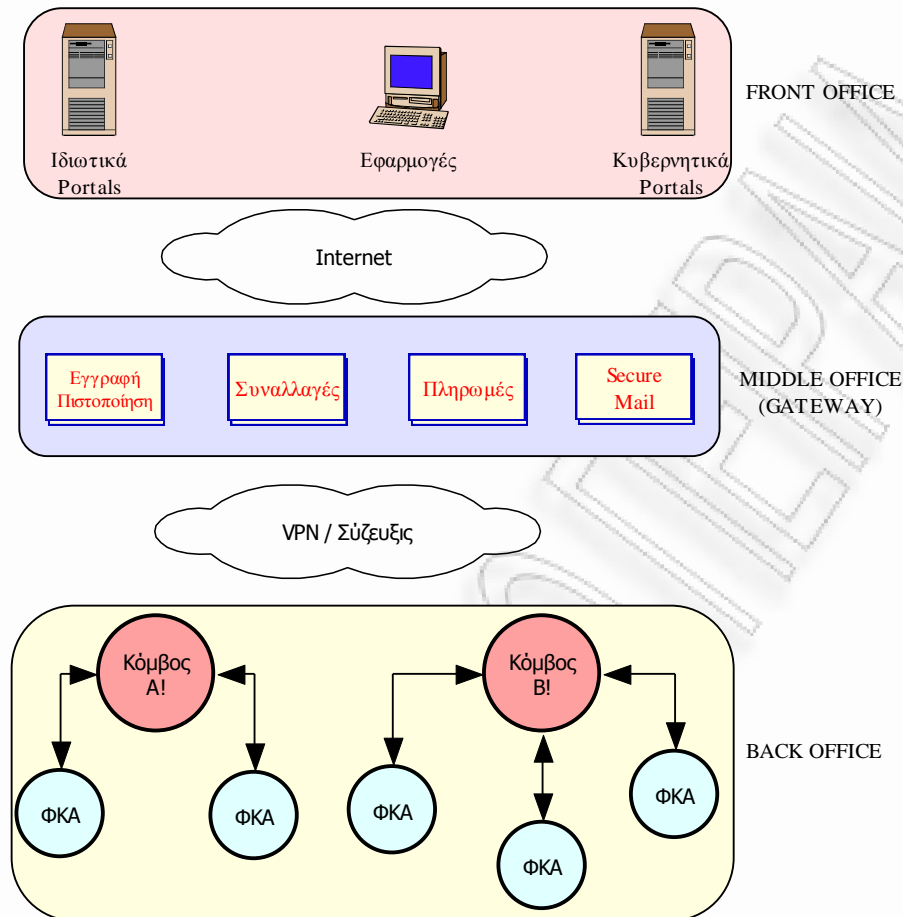 FRONT OFFICE
Ιδιωτικά
Portals
Εφαρμογές
Κυβερνητικά
Portals
Internet
Εγγραφή
Πιστοποίηση
Συναλλαγές
Πληρωμές
Secure
Mail
MIDDLE OFFICE
(GATEWAY)
VPN / Σύζευξις
Κόμβος
Α!
Κόμβος
Β!
ΦΚΑ
ΦΚΑ
ΦΚΑ
ΦΚΑ
ΦΚΑ
BACK OFFICE